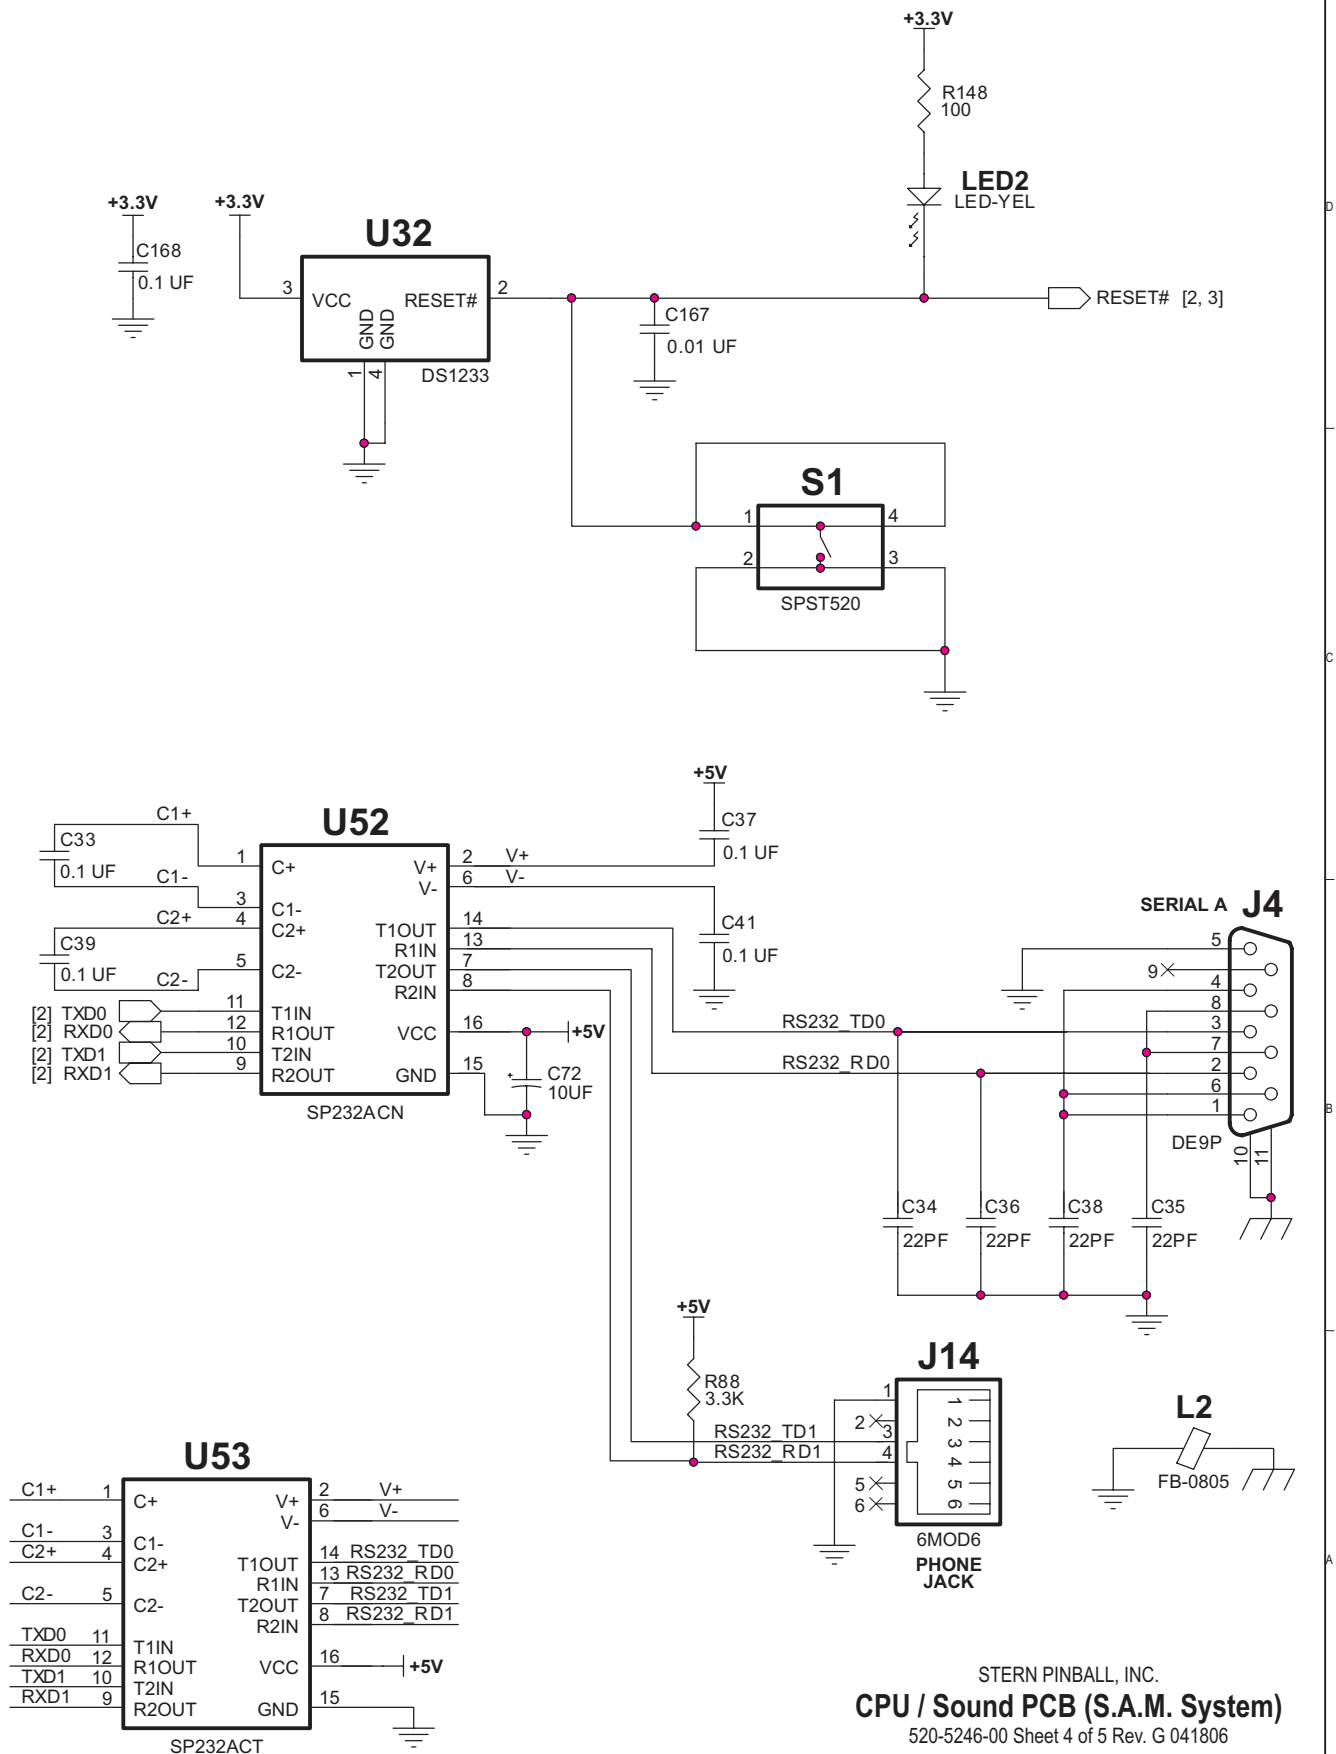 +3.3V
R148
100
LED2
LED-YEL
+3.3V
+3.3V
C168
0.1 UF
U32
3
VCC
RESET#
2
GND
GND
1
4
DS1233
C167
0.01 UF
RESET# [2, 3]
S1
1
4
2
3
SPST520
D
C
B
A
+5V
C37
0.1 UF
C1+
C33
0.1 UF
C1-
C2+
C39
0.1 UF
C2-
U52
1 C+
3 C1-
4 C2+
5 C2-
[2] TXD0 11 T1IN
[2] RXD0 12 R1OUT
[2] TXD1 10 T2IN
[2] RXD1 9 R2OUT
V+ 2 V+
V- 6 V-
T1OUT 14
R1IN 13
T2OUT 7
R2IN 8
VCC 16 +5V
GND 15
SP232ACN
C41
0.1 UF
+
C72
10UF
RS232_TD0
RS232_RD0
SERIAL A J4
5
9
4
8
3
7
2
6
1
DE9P
10
11
C34
22PF
C36
22PF
C38
22PF
C35
22PF
+5V
R88
3.3K
RS232_TD1
RS232_RD1
J14
1 1
2 2
3 3
4 4
5 5
6 6
6MOD6
PHONE
JACK
L2
FB-0805
U53
C1+ 1 C+
C1- 3 C1-
C2+ 4 C2+
C2- 5 C2-
TXD0 11 T1IN
RXD0 12 R1OUT
TXD1 10 T2IN
RXD1 9 R2OUT
V+ 2 V+
V- 6 V-
T1OUT 14 RS232_TD0
R1IN 13 RS232_RD0
T2OUT 7 RS232_TD1
R2IN 8 RS232_RD1
VCC 16 +5V
GND 15
SP232ACT
STERN PINBALL, INC.
CPU / Sound PCB (S.A.M. System)
520-5246-00 Sheet 4 of 5 Rev. G 041806